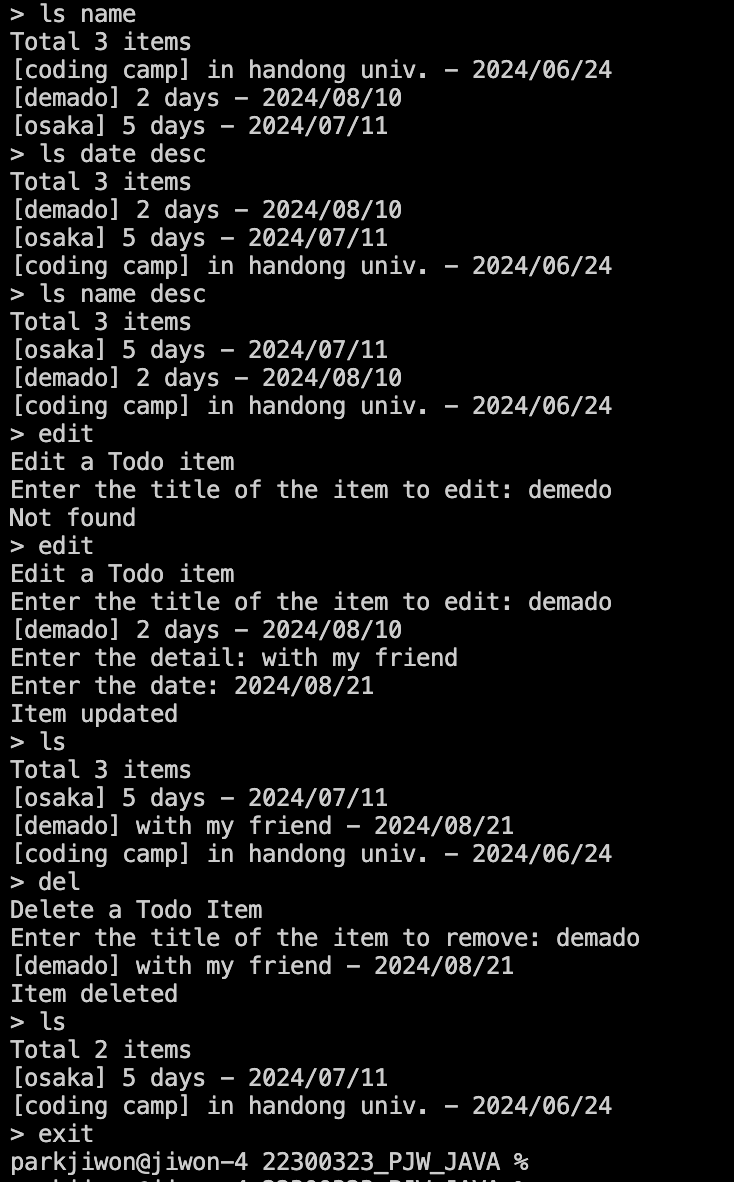 > ls name
Total 3 items
[coding camp] in handong univ. - 2024/06/24
[demado] 2 days - 2024/08/10
[osaka] 5 days - 2024/07/11
> ls date desc
Total 3 items
[demado] 2 days - 2024/08/10
[osaka] 5 days - 2024/07/11
[coding camp] in handong univ. - 2024/06/24
> ls name desc
Total 3 items
[osaka] 5 days - 2024/07/11
[demado] 2 days - 2024/08/10
[coding camp] in handong univ. - 2024/06/24
> edit
Edit a Todo item
Enter the title of the item to edit: demedo
Not found
> edit
Edit a Todo item
Enter the title of the item to edit: demado
[demado] 2 days - 2024/08/10
Enter the detail: with my friend
Enter the date: 2024/08/21
Item updated
> ls
Total 3 items
[osaka] 5 days - 2024/07/11
[demado] with my friend - 2024/08/21
[coding camp] in handong univ. - 2024/06/24
> del
Delete a Todo Item
Enter the title of the item to remove: demado
[demado] with my friend - 2024/08/21
Item deleted
> ls
Total 2 items
[osaka] 5 days - 2024/07/11
[coding camp] in handong univ. - 2024/06/24
> exit
parkjiwon@jiwon-4 22300323_PJW_JAVA %